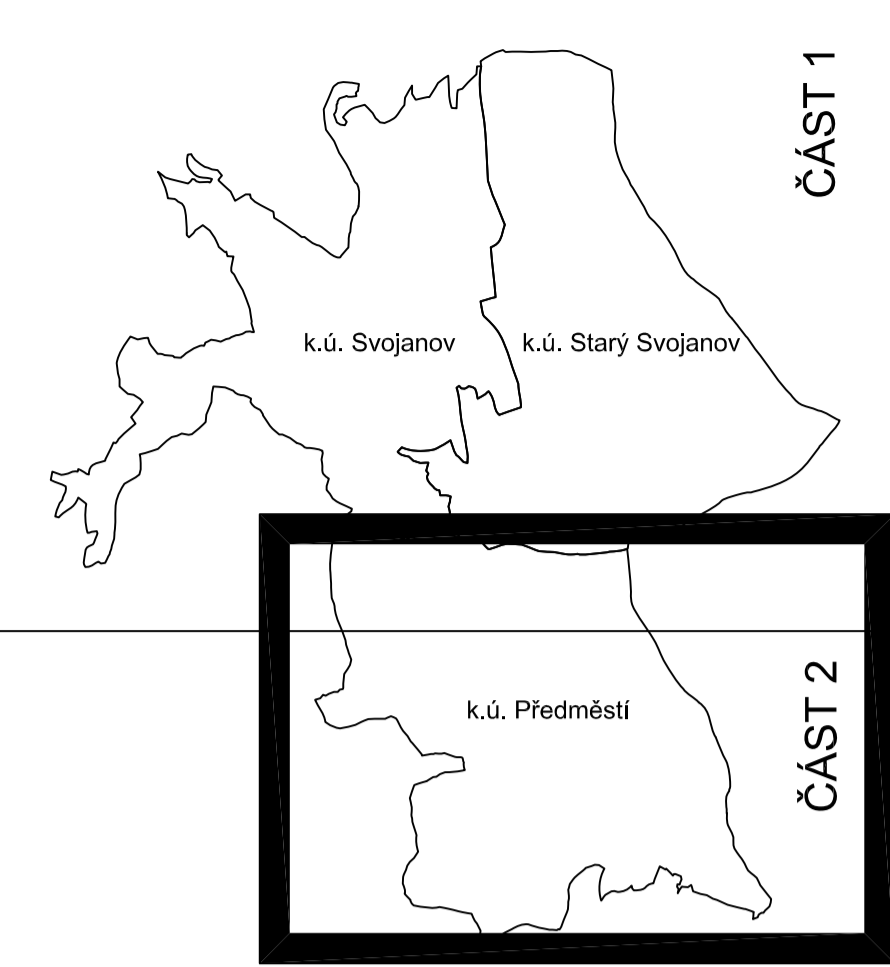 ČÁST 1
k.ú. Svojanov
k.ú. Starý Svojanov
k.ú. Předměstí
ČÁST 2